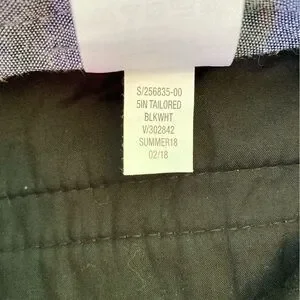 S/256835-00
5IN TAILORED
BLKWHT
V/302842
SUMMER18
02/18